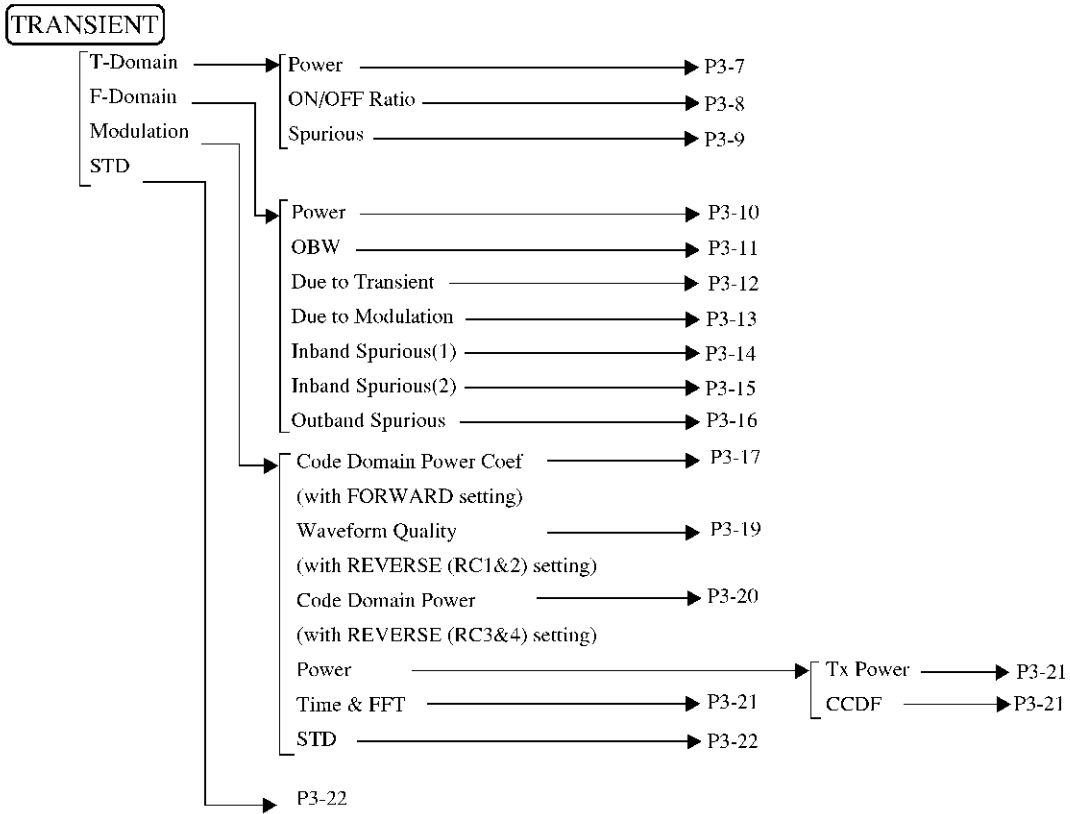 TRANSIENT
T-Domain
F-Domain
Modulation
STD
Power P3-7
ON/OFF Ratio P3-8
Spurious P3-9
Power P3-10
OBW P3-11
Due to Transient P3-12
Due to Modulation P3-13
Inband Spurious(1) P3-14
Inband Spurious(2) P3-15
Outband Spurious P3-16
Code Domain Power Coef P3-17
(with FORWARD setting)
Waveform Quality P3-19
(with REVERSE (RC1&2) setting)
Code Domain Power P3-20
(with REVERSE (RC3&4) setting)
Power Tx Power P3-21
Time & FFT P3-21 CCDF P3-21
STD P3-22
P3-22